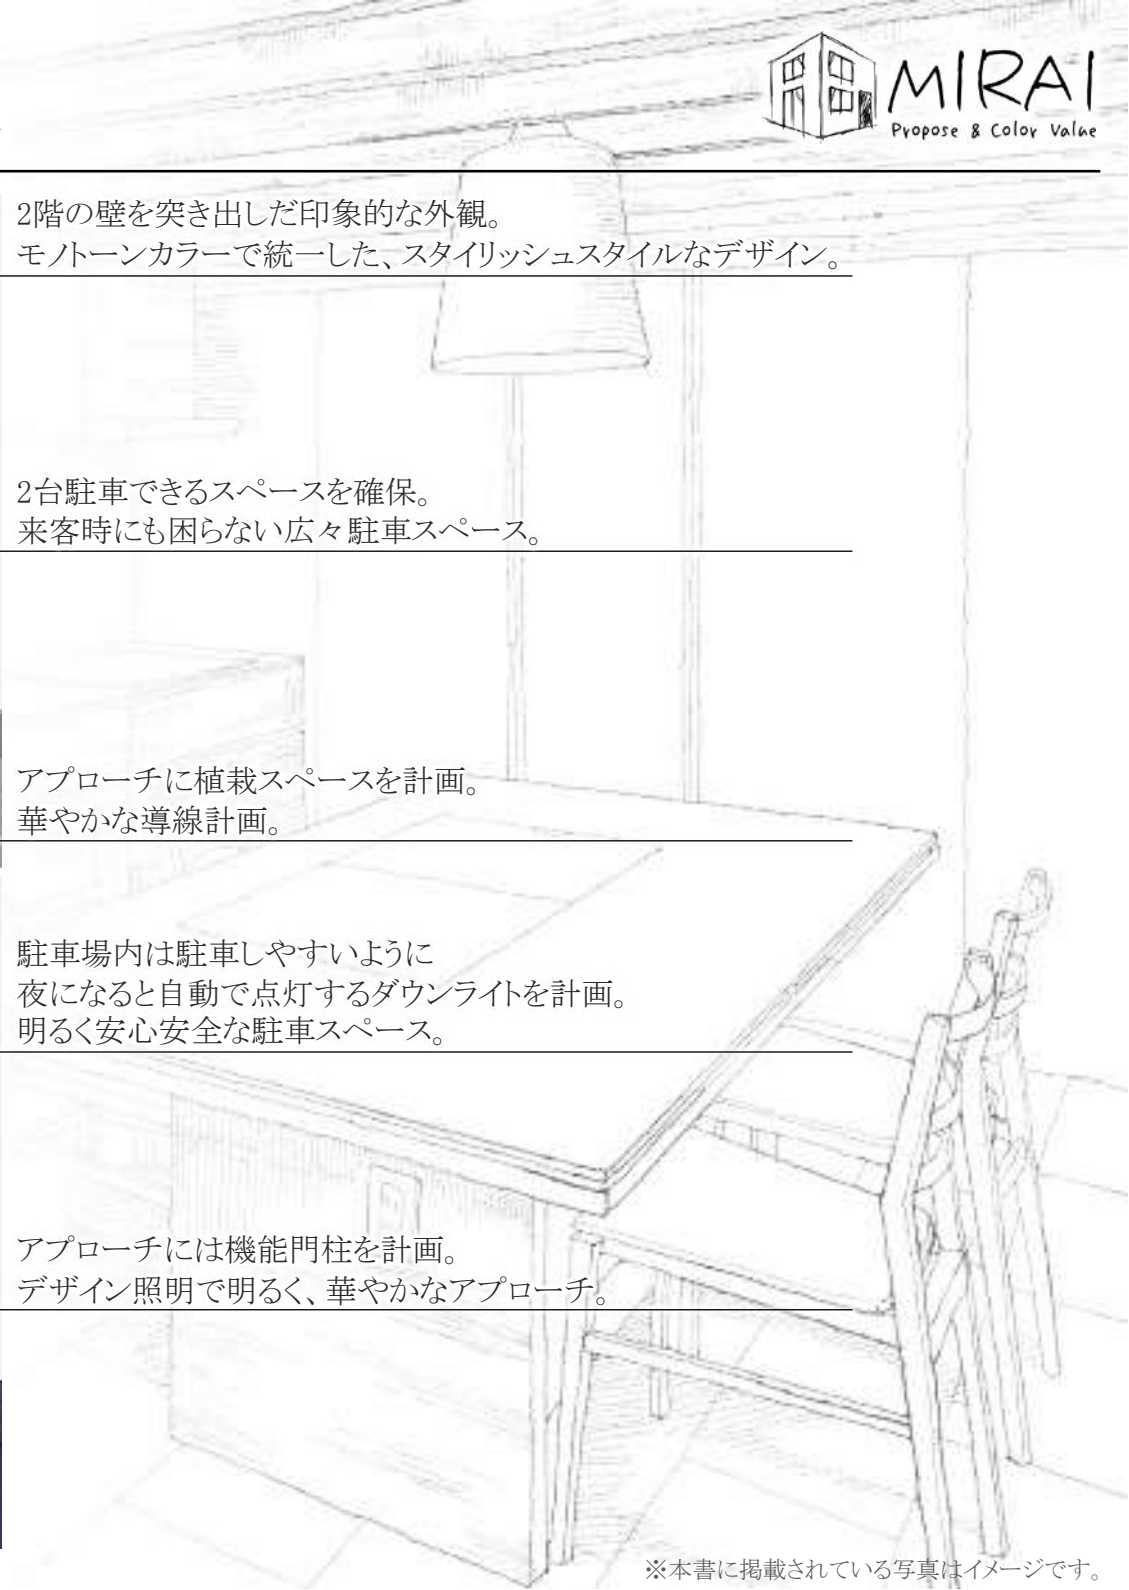 MIRAI
Propose & Color Value
2階の壁を突き出しだ印象的な外観。
モノトーンカラーで統一した、スタイリッシュスタイルなデザイン。
2台駐車できるスペースを確保。
来客時にも困らない広々駐車スペース。
アプローチに植栽スペースを計画。
華やかな導線計画。
駐車場内は駐車しやすいように
夜になると自動で点灯するダウンライトを計画。
明るく安心安全な駐車スペース。
アプローチには機能門柱を計画。
デザイン照明で明るく、華やかなアプローチ。
※本書に掲載されている写真はイメージです。